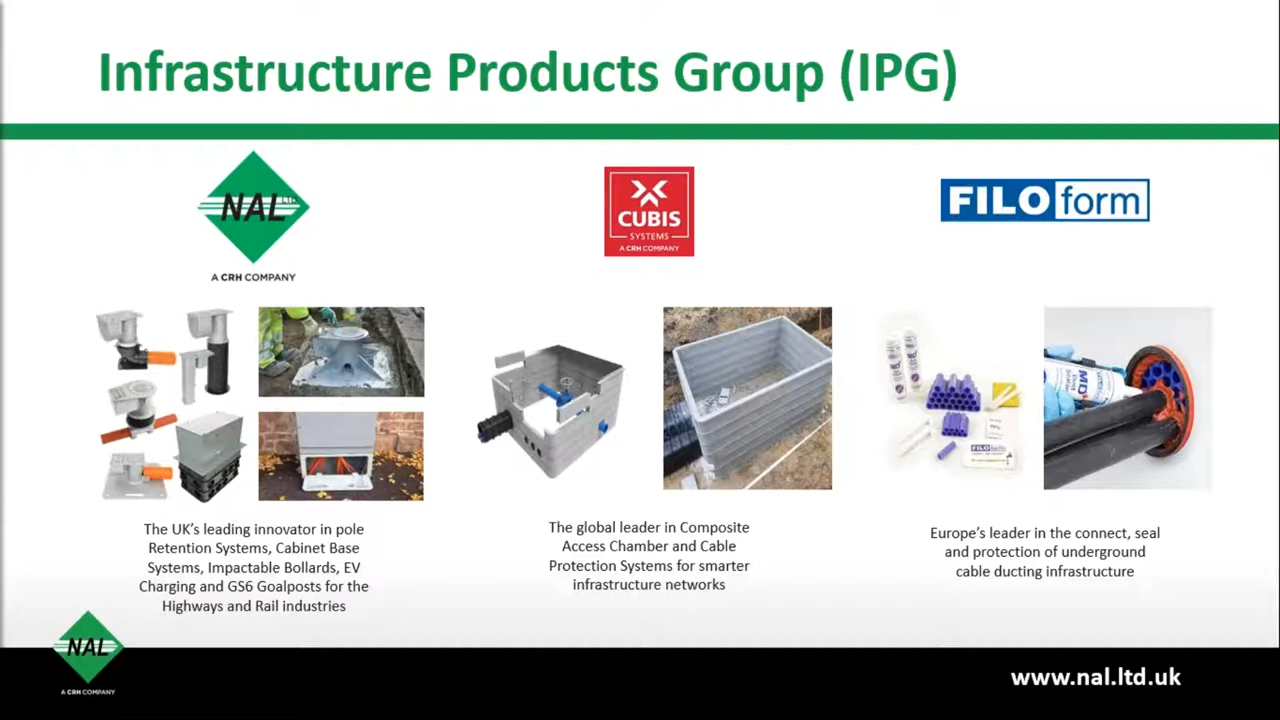 Infrastructure Products Group (IPG)
NAL
LTD
A CRH COMPANY
CUBIS
SYSTEMS
A CRH COMPANY
FILOform
FILOform
The UK's leading innovator in pole
Retention Systems, Cabinet Base
Systems, Impactable Bollards, EV
Charging and GS6 Goalposts for the
Highways and Rail industries
The global leader in Composite
Access Chamber and Cable
Protection Systems for smarter
infrastructure networks
Europe's leader in the connect, seal
and protection of underground
cable ducting infrastructure
NAL
A CRH COMPANY
www.nal.ltd.uk